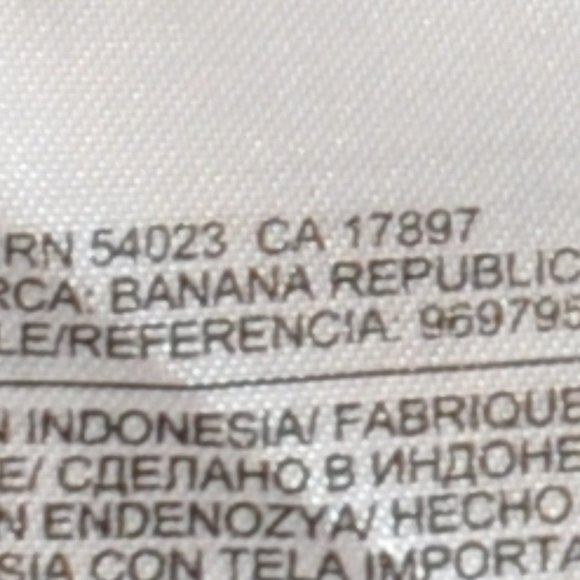 RN 54023 CA 17897
RCA: BANANA REPUBLIC
LE/REFERENCIA: 969795
N INDONESIA/ FABRIQUE
E/ СДЕЛАНО В ИНДОНЕ
N ENDENOZYA/ HECHO
SIA CON TELA IMPORTA